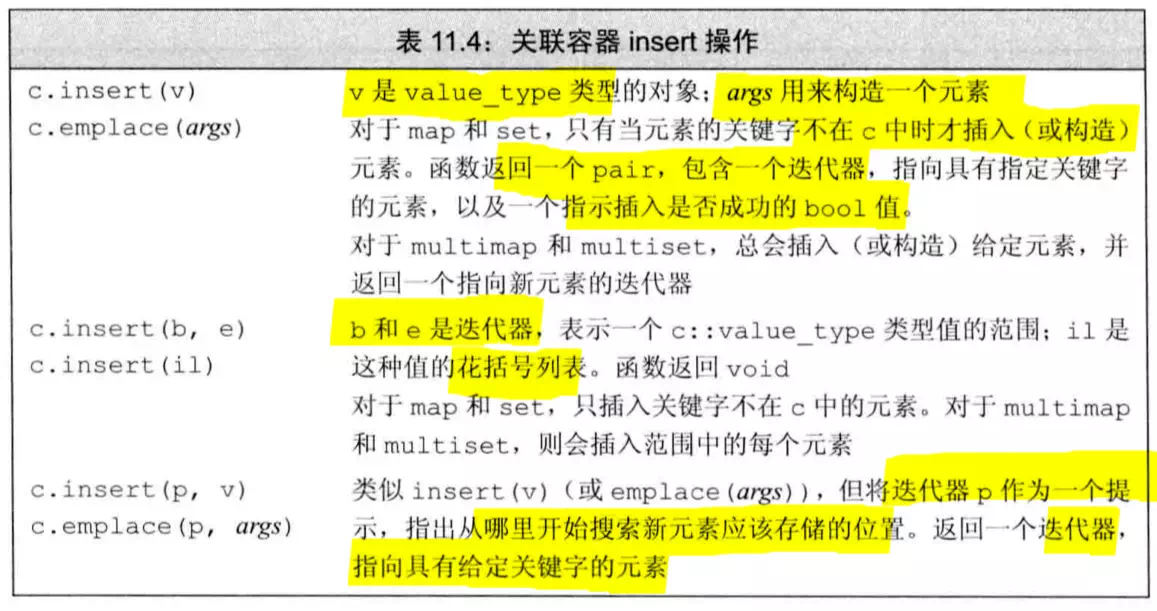 表 11.4：关联容器 insert 操作
c.insert(v) v 是 value_type 类型的对象；args 用来构造一个元素
c.emplace(args) 对于 map 和 set，只有当元素的关键字不在 c 中时才插入（或构造）
元素。函数返回一个 pair，包含一个迭代器，指向具有指定关键字
的元素，以及一个指示插入是否成功的 bool 值。
对于 multimap 和 multiset，总会插入（或构造）给定元素，并
返回一个指向新元素的迭代器
c.insert(b, e) b 和 e 是迭代器，表示一个 c::value_type 类型值的范围；il 是
c.insert(il) 这种值的花括号列表。函数返回 void
对于 map 和 set，只插入关键字不在 c 中的元素。对于 multimap
和 multiset，则会插入范围中的每个元素
c.insert(p, v) 类似 insert(v)（或 emplace(args)），但将迭代器 p 作为一个提
c.emplace(p, args) 示，指出从哪里开始搜索新元素应该存储的位置。返回一个迭代器，
指向具有给定关键字的元素